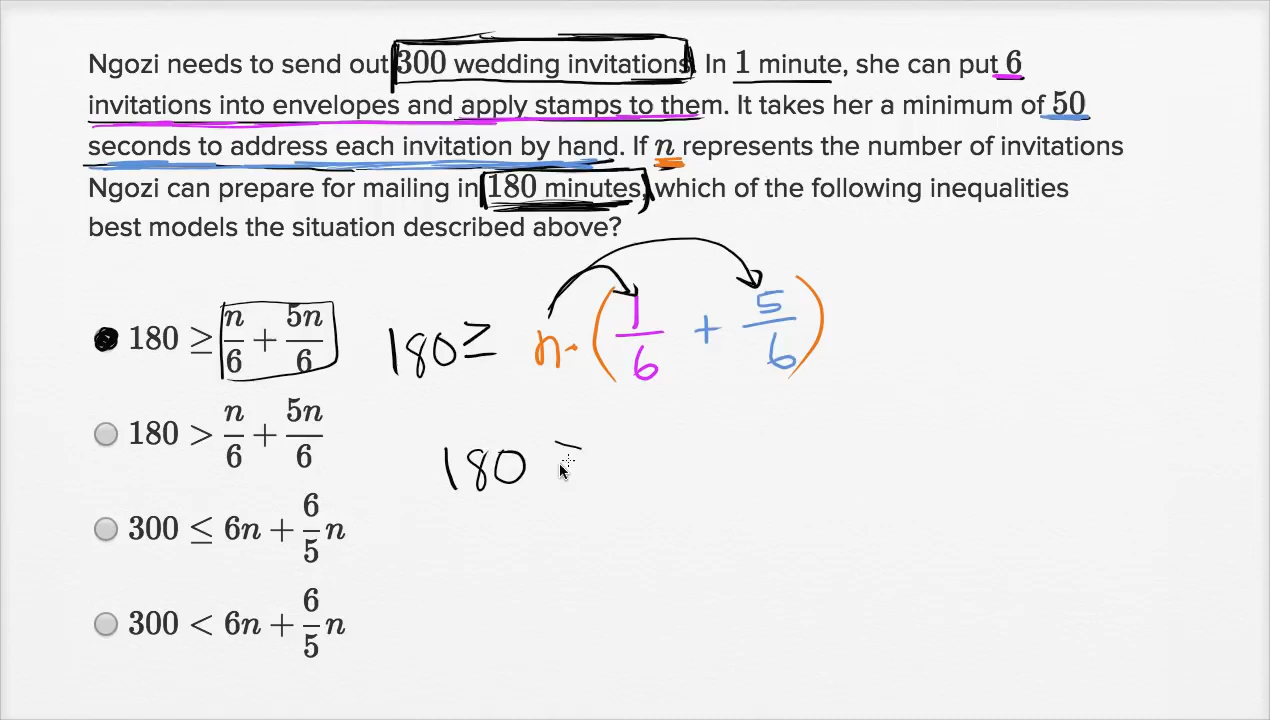 Ngozi needs to send out 300 wedding invitations. In 1 minute, she can put 6
invitations into envelopes and apply stamps to them. It takes her a minimum of 50
seconds to address each invitation by hand. If n represents the number of invitations
Ngozi can prepare for mailing in 180 minutes, which of the following inequalities
best models the situation described above?
180 ≥ n/6 + 5n/6
180 ≥ n·(1/6 + 5/6)
180 > n/6 + 5n/6
180
300 ≤ 6n + 6/5 n
300 < 6n + 6/5 n